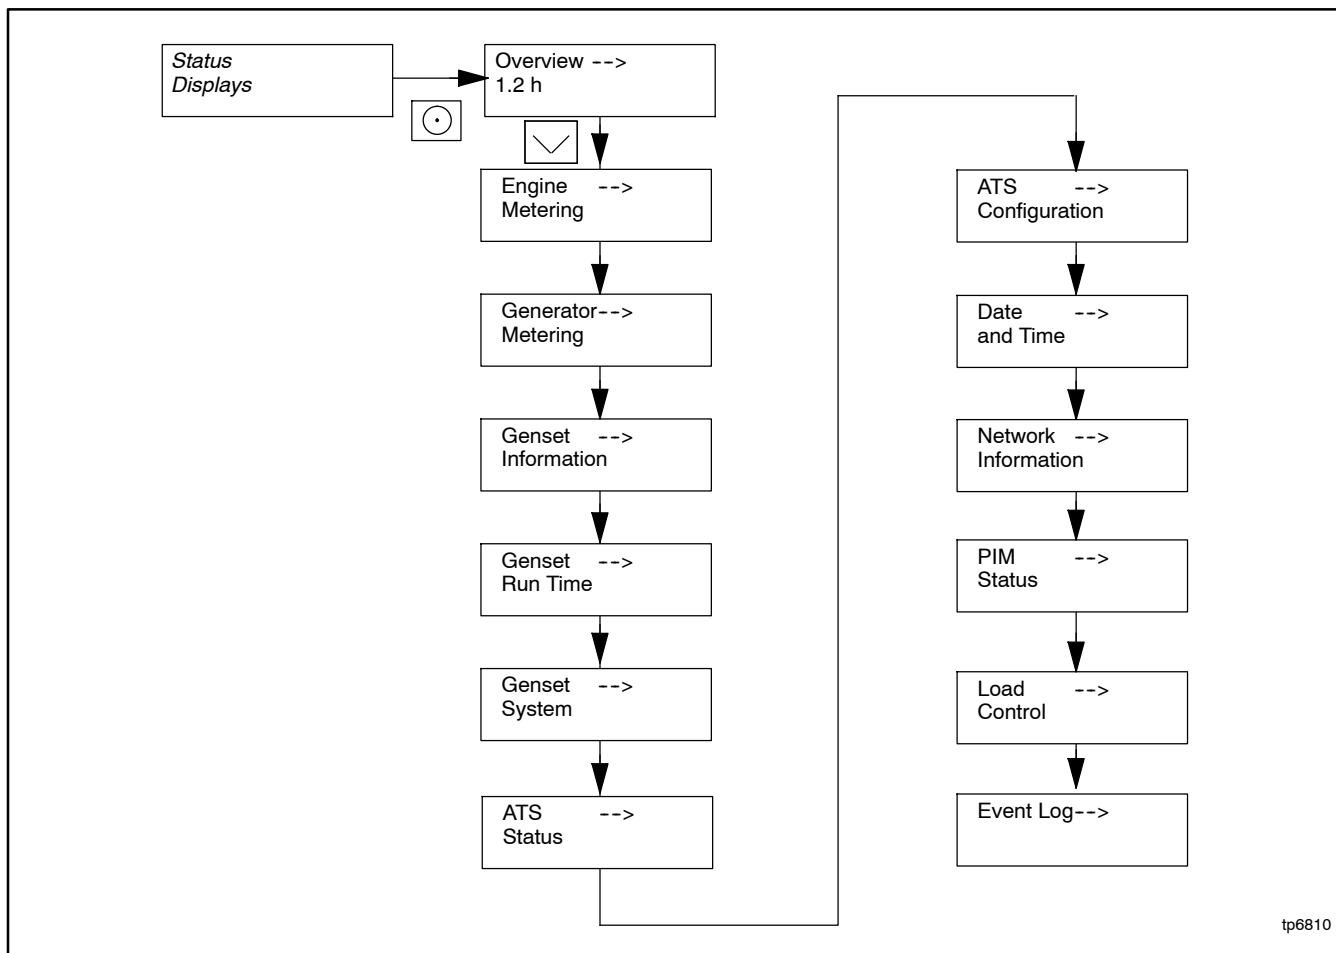 Status
Displays
Overview -->
1.2 h
Engine -->
Metering
Generator-->
Metering
Genset -->
Information
Genset -->
Run Time
Genset -->
System
ATS -->
Status
ATS -->
Configuration
Date -->
and Time
Network -->
Information
PIM -->
Status
Load -->
Control
Event Log-->
tp6810